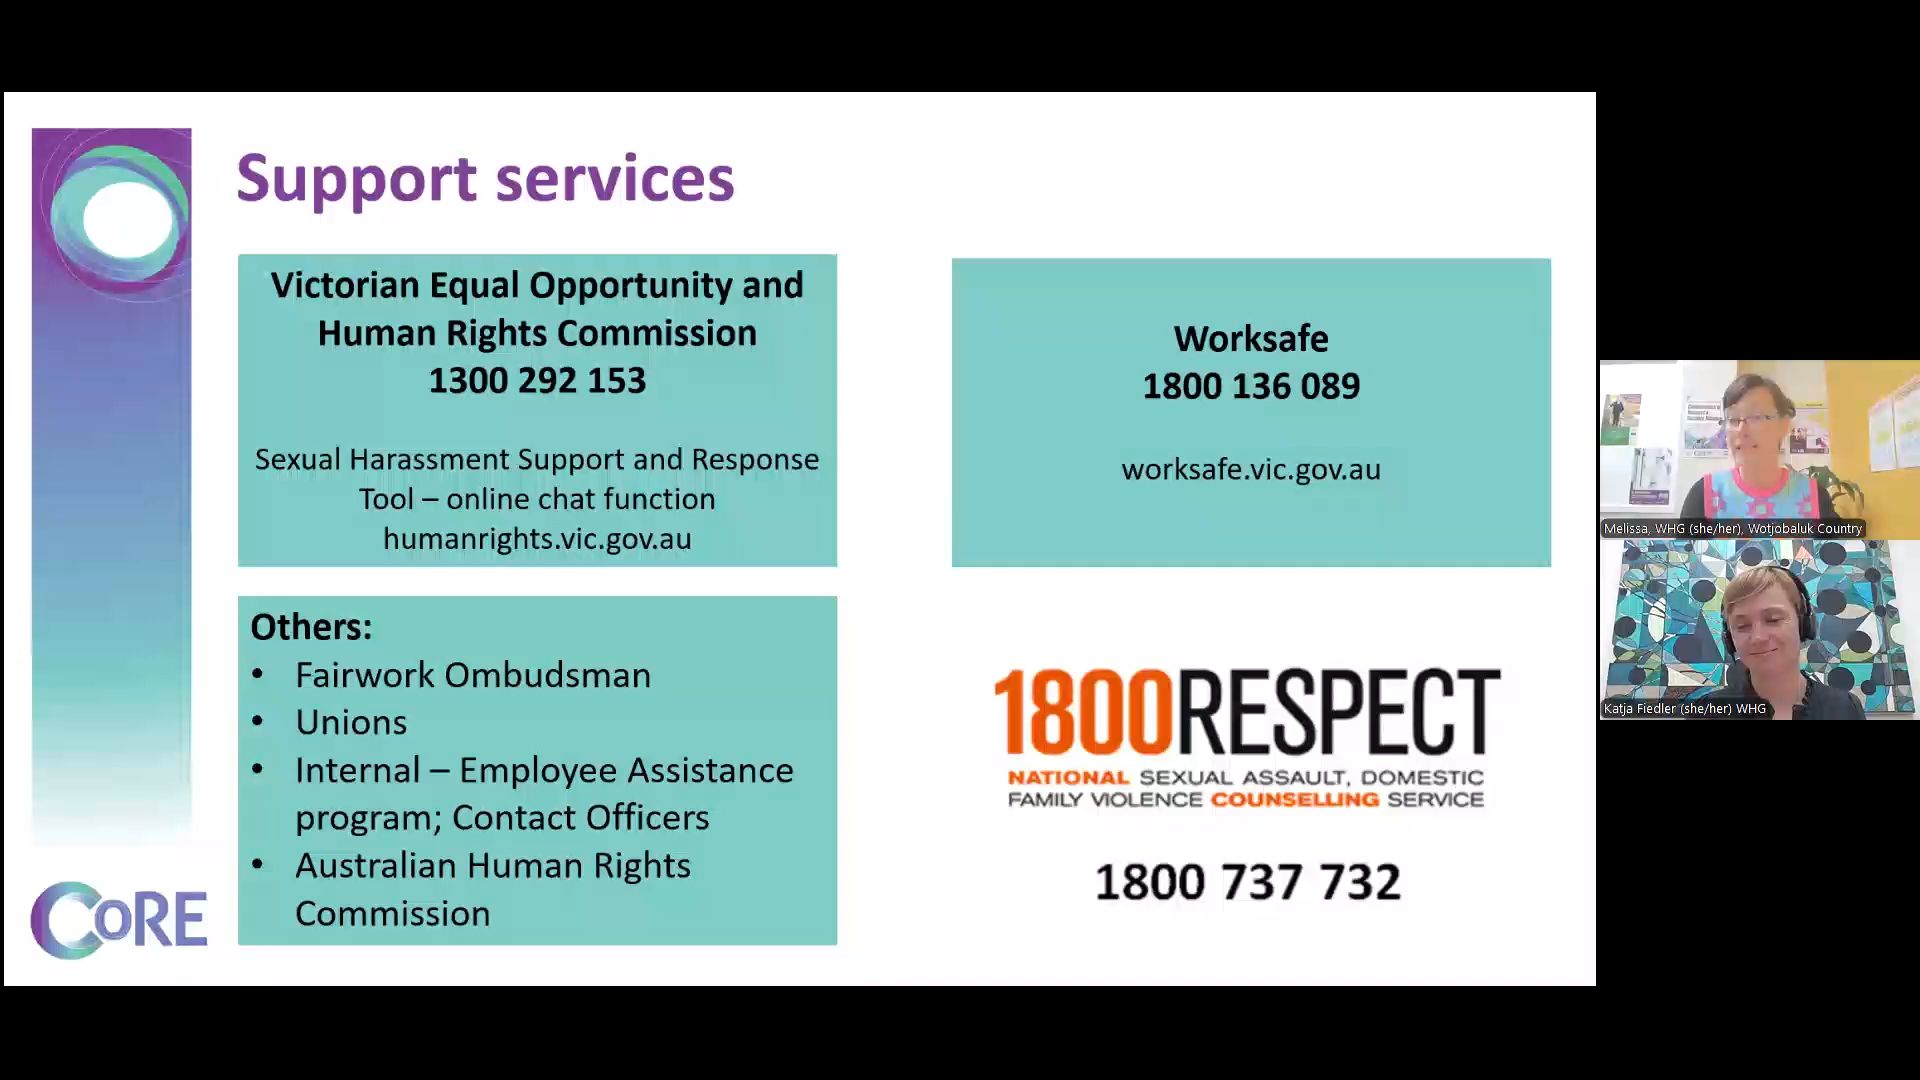 Support services
Victorian Equal Opportunity and
Human Rights Commission
1300 292 153
Sexual Harassment Support and Response
Tool – online chat function
humanrights.vic.gov.au
Worksafe
1800 136 089
worksafe.vic.gov.au
Others:
• Fairwork Ombudsman
• Unions
• Internal – Employee Assistance
program; Contact Officers
• Australian Human Rights
Commission
1800RESPECT
NATIONAL SEXUAL ASSAULT, DOMESTIC
FAMILY VIOLENCE COUNSELLING SERVICE
1800 737 732
CoRE
Melissa, WHG (she/her), Wotjobaluk Country
Katja Fiedler (she/her) WHG